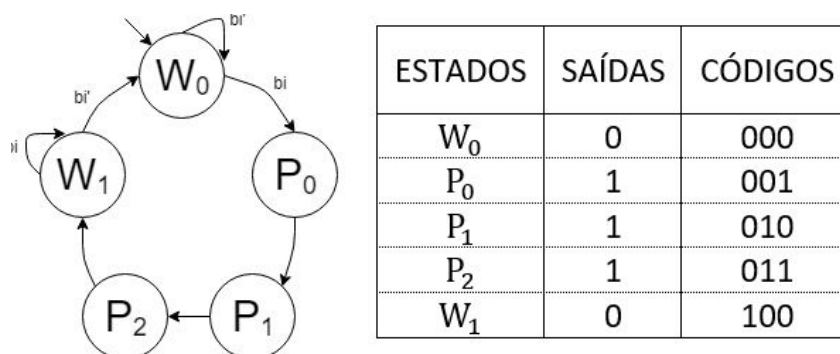 bi'
W₀
bi'
bi
bi
W₁
P₀
P₂
P₁
ESTADOS SAÍDAS CÓDIGOS
W₀ 0 000
P₀ 1 001
P₁ 1 010
P₂ 1 011
W₁ 0 100